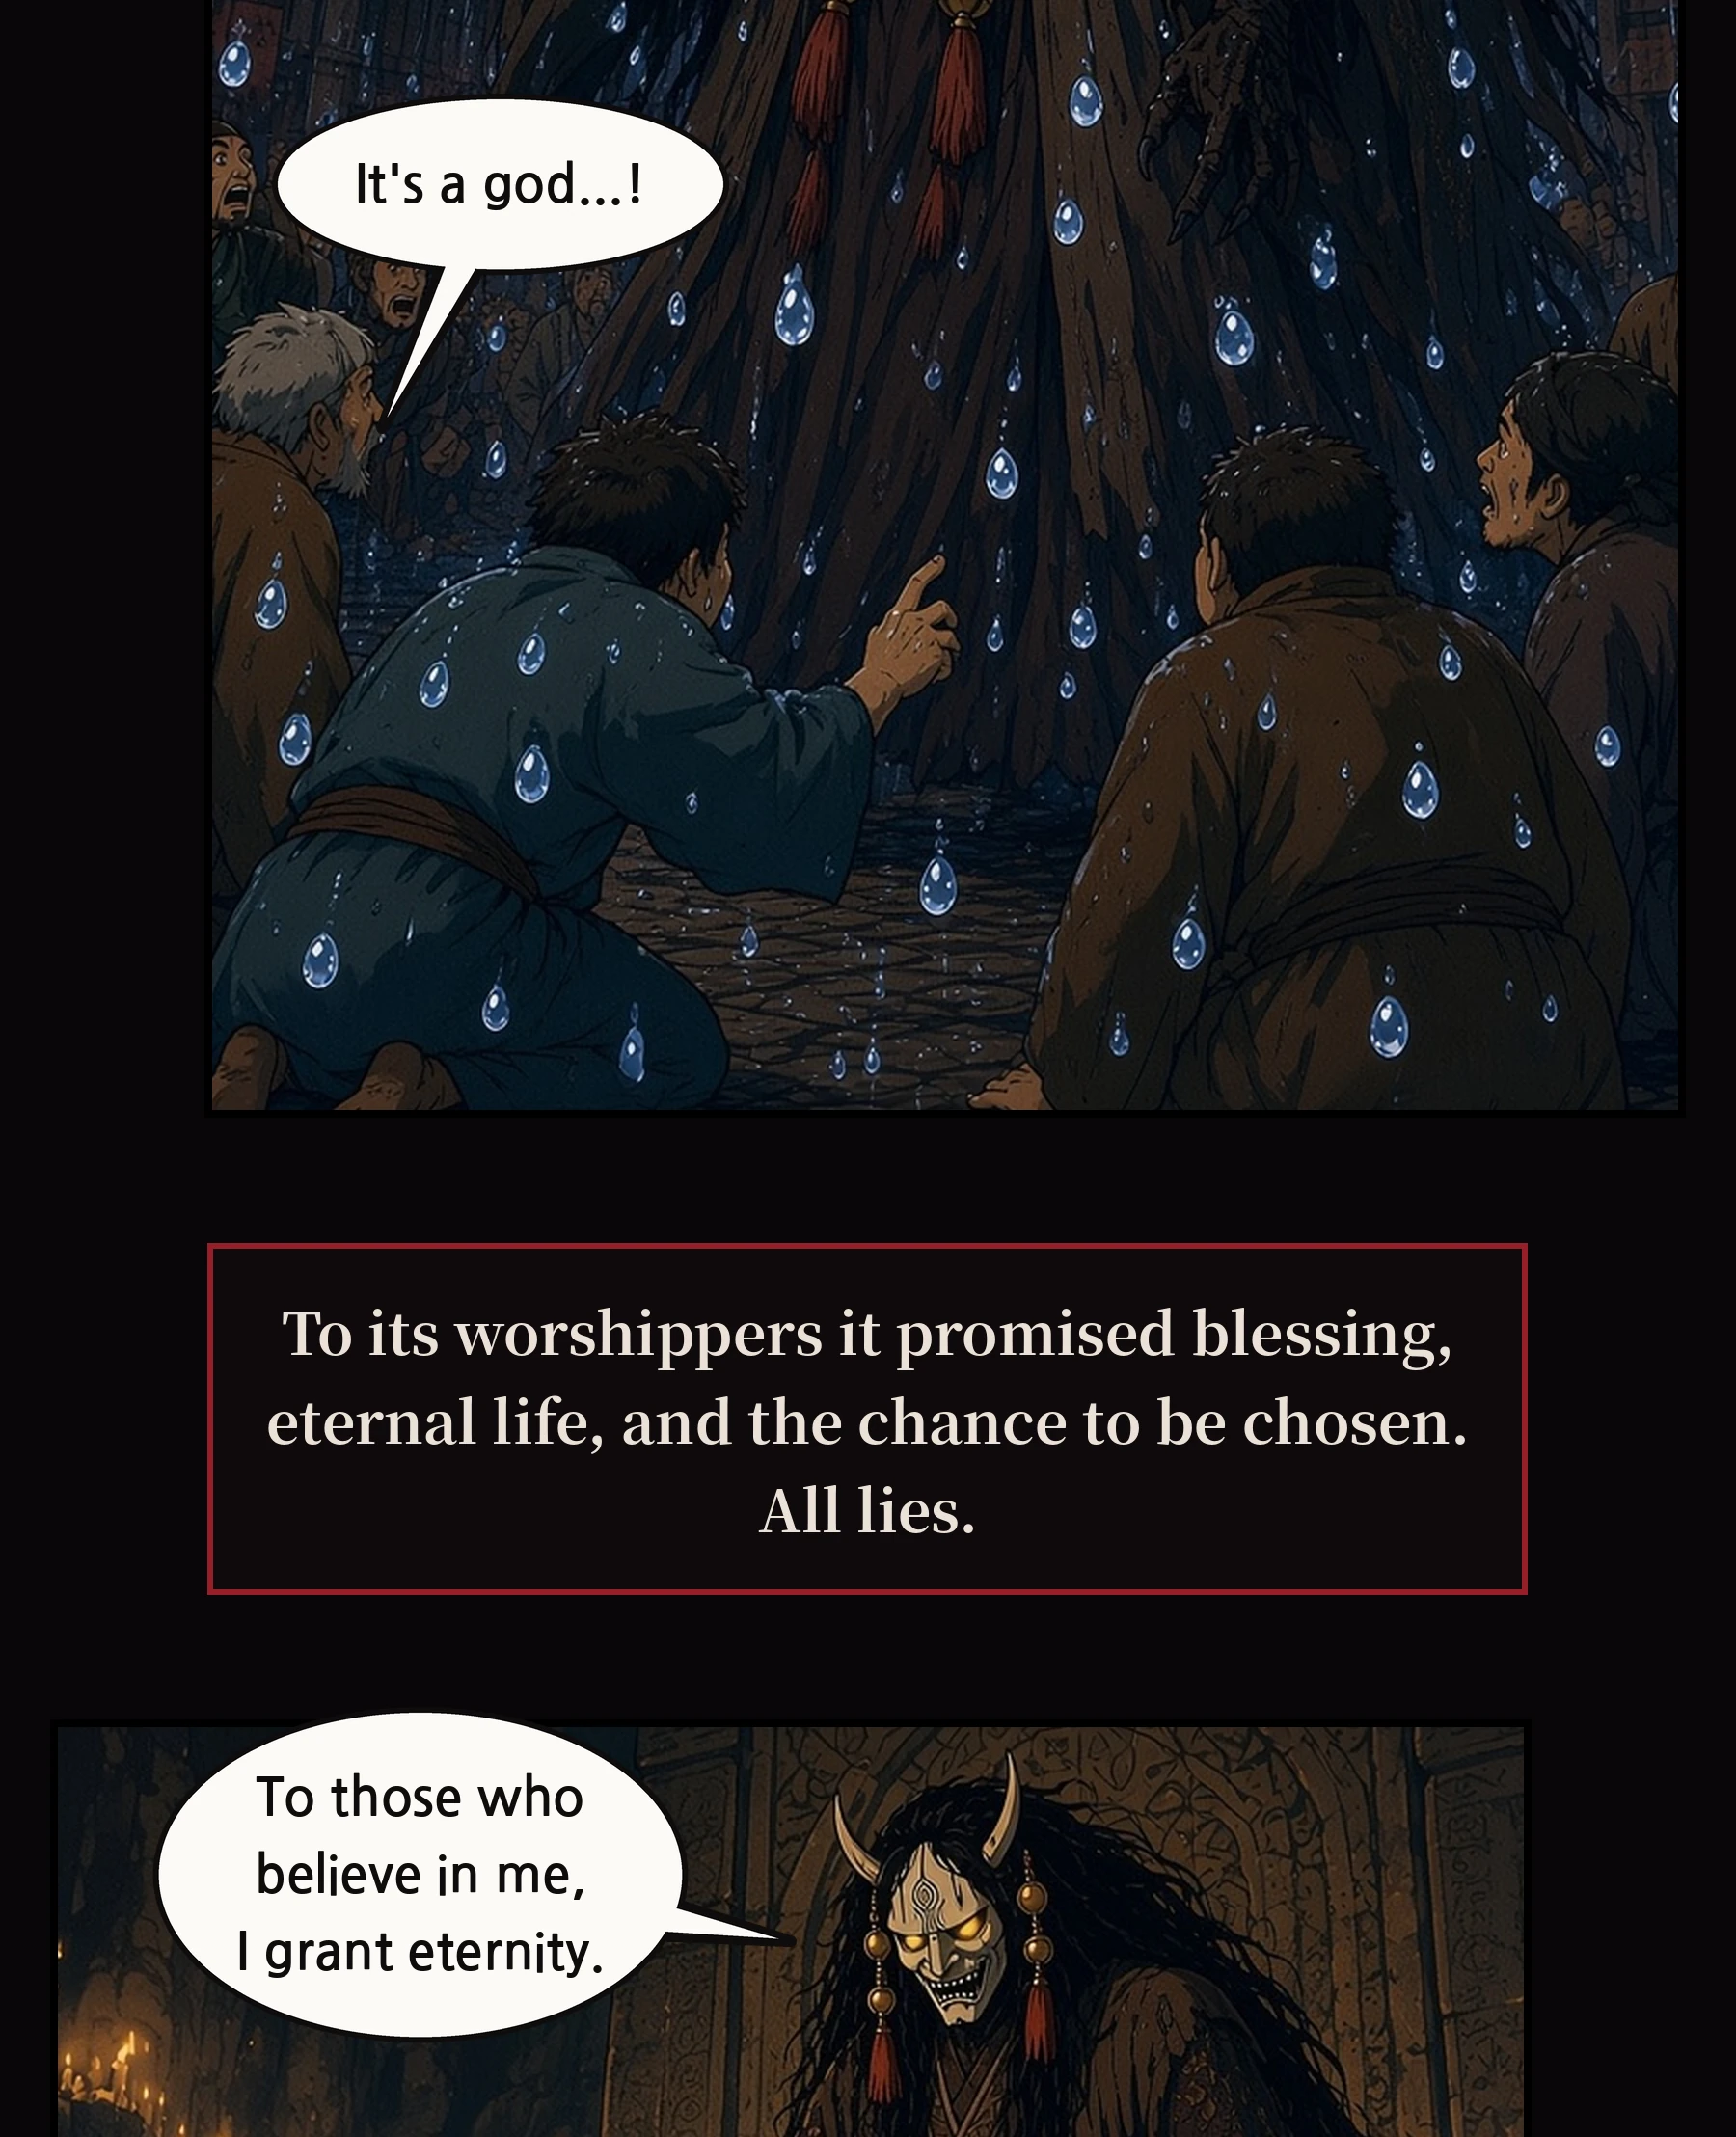 It's a god...!
To its worshippers it promised blessing,
eternal life, and the chance to be chosen.
All lies.
To those who
believe in me,
I grant eternity.